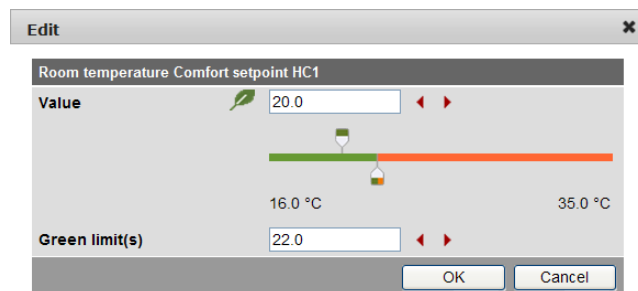 Edit
Room temperature Comfort setpoint HC1
Value 20.0
16.0 °C 35.0 °C
Green limit(s) 22.0
OK Cancel